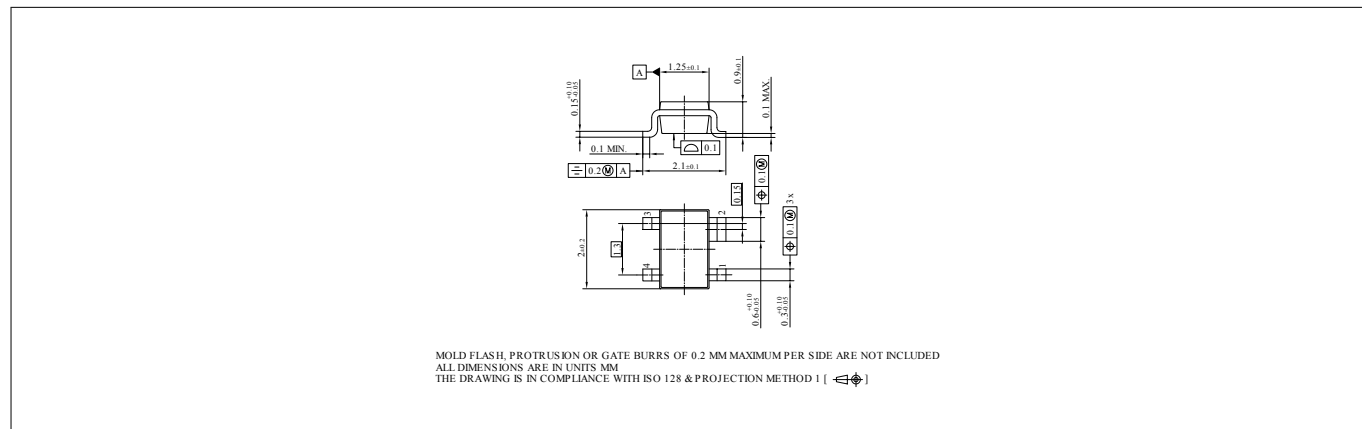 A
1.25±0.1
0.9±0.1
0.1 MAX.
0.15 +0.10 -0.05
0.1 MIN.
0.1
0.2 Ⓜ A
2.1±0.1
0.15
0.1 Ⓜ
0.1 Ⓜ 3x
3
2
2±0.2
1.3
4
1
0.6 +0.10 -0.05
0.3 +0.10 -0.05
MOLD FLASH, PROTRUSION OR GATE BURRS OF 0.2 MM MAXIMUM PER SIDE ARE NOT INCLUDED
ALL DIMENSIONS ARE IN UNITS MM
THE DRAWING IS IN COMPLIANCE WITH ISO 128 & PROJECTION METHOD 1 [ ]